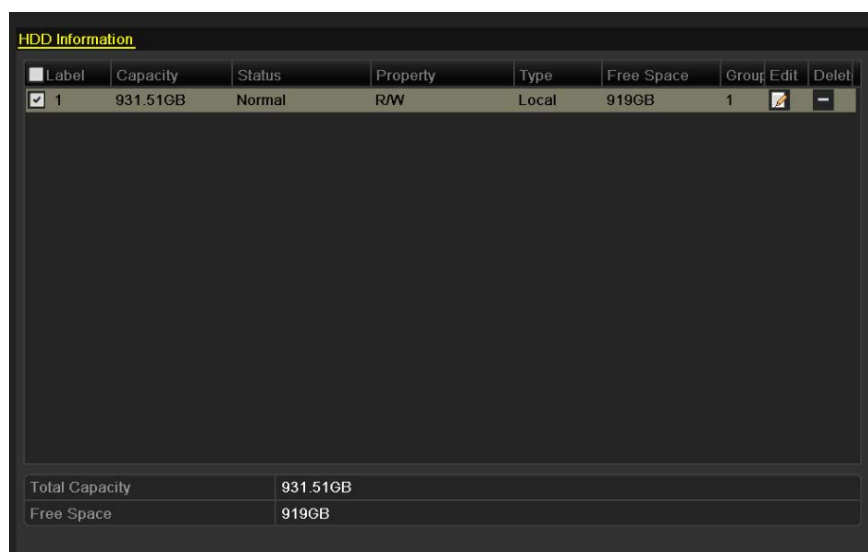 HDD Information
Label Capacity Status Property Type Free Space Group Edit Delet
1 931.51GB Normal R/W Local 919GB 1
Total Capacity 931.51GB
Free Space 919GB